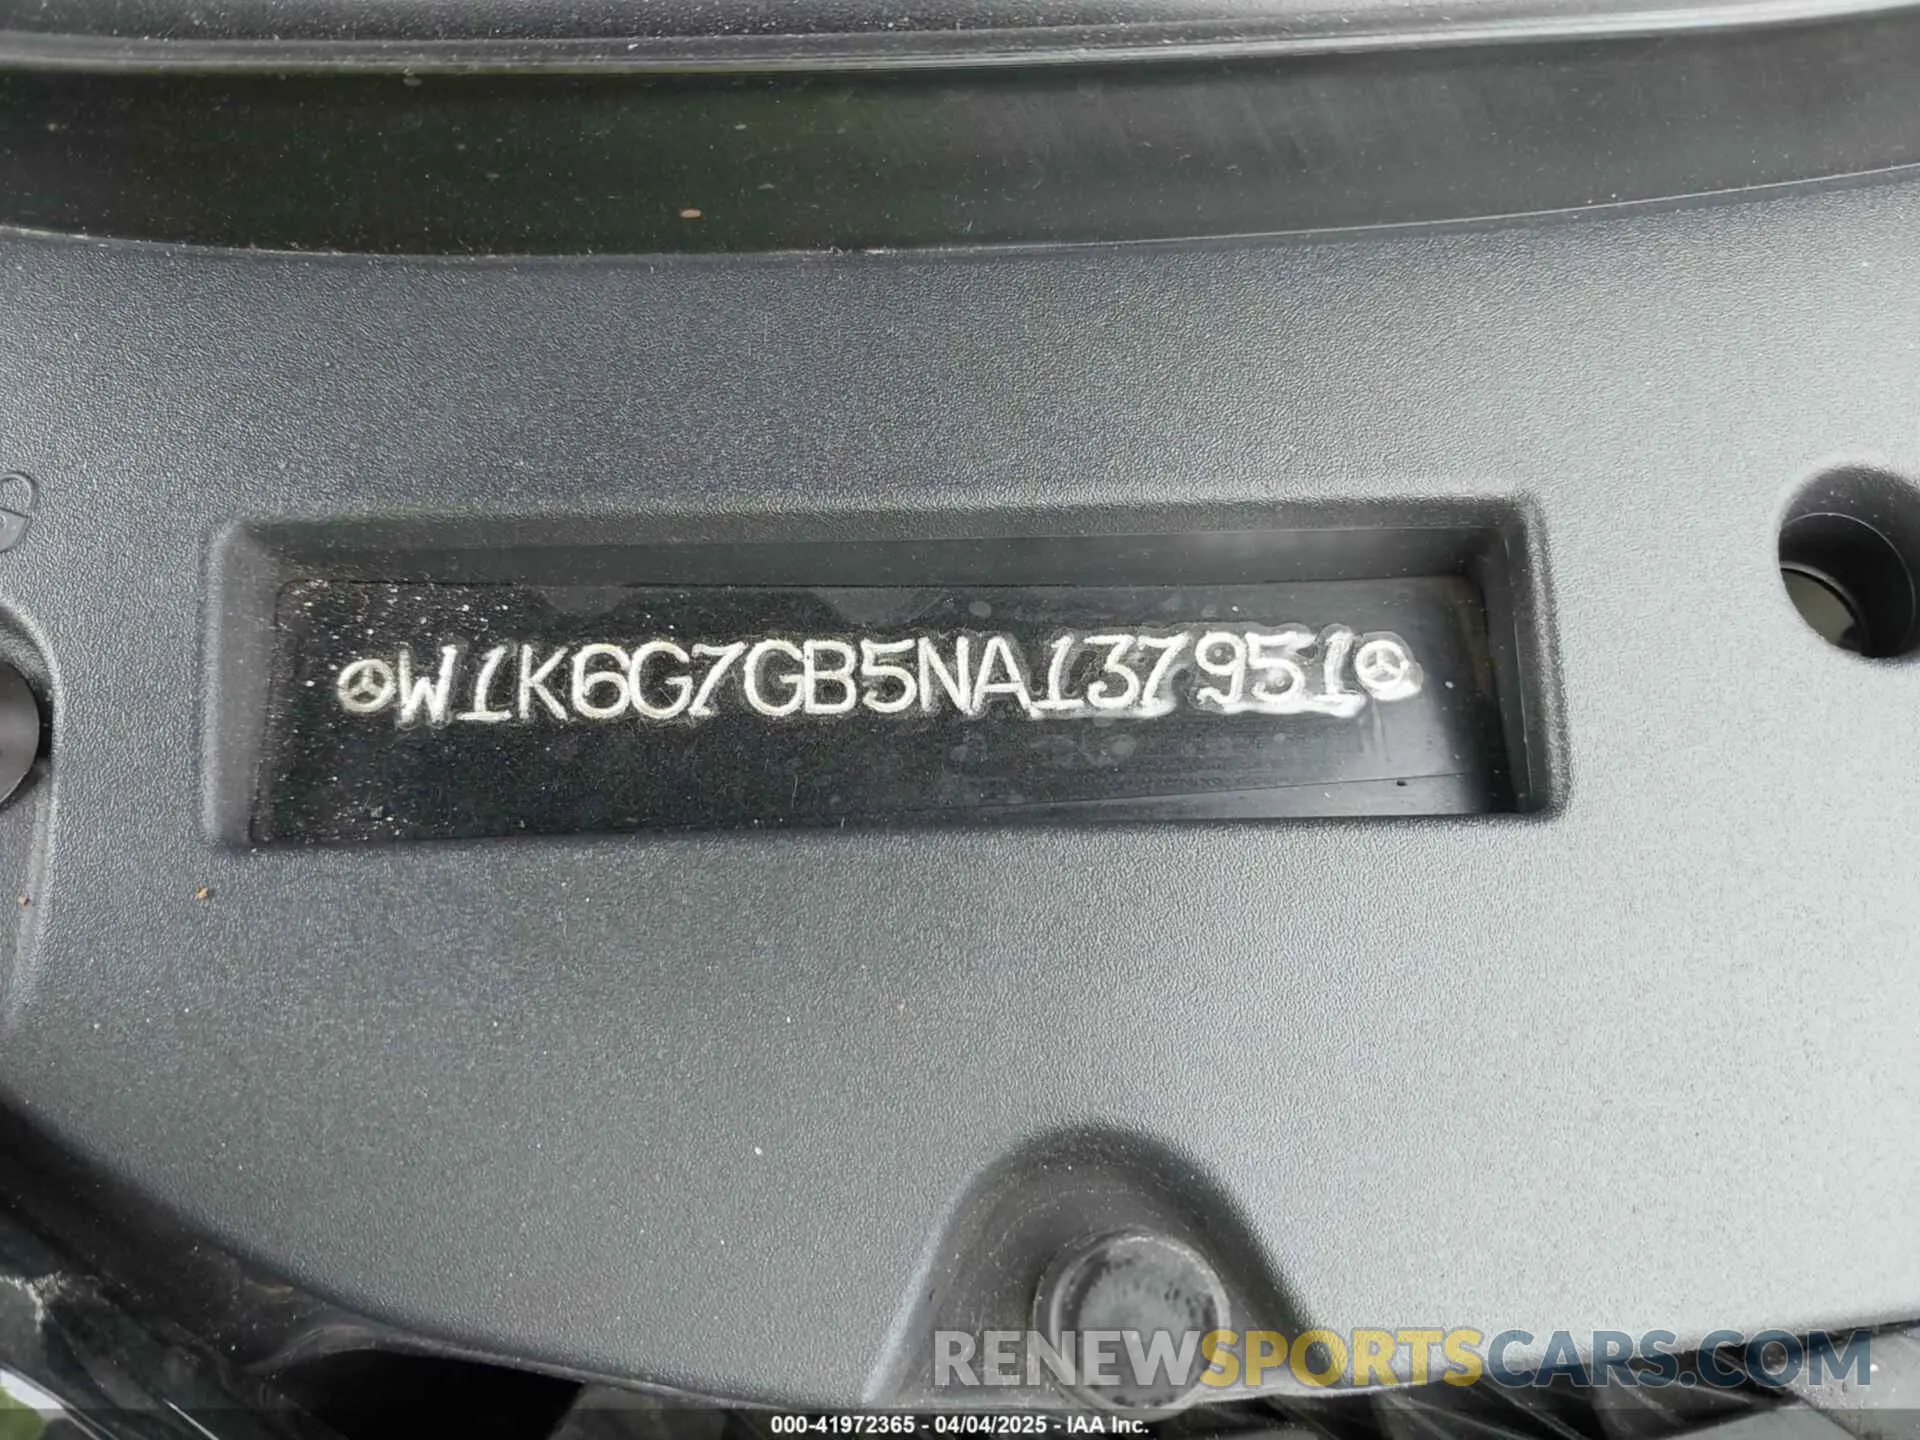 W1K6G7GB5NA137951
RENEWSPORTSCARS.COM
000-41972365 - 04/04/2025 - IAA Inc.